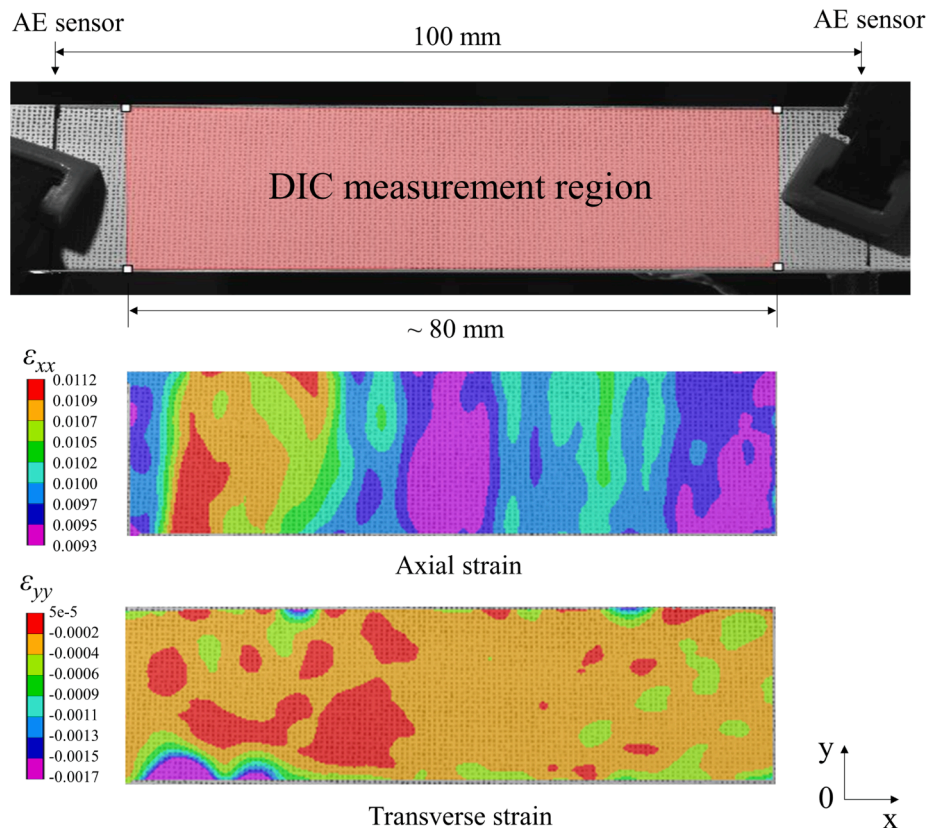 AE sensor
AE sensor
100 mm
DIC measurement region
~ 80 mm
εxx
0.0112
0.0109
0.0107
0.0105
0.0102
0.0100
0.0097
0.0095
0.0093
Axial strain
εyy
5e-5
-0.0002
-0.0004
-0.0006
-0.0009
-0.0011
-0.0013
-0.0015
-0.0017
Transverse strain
y
0
x